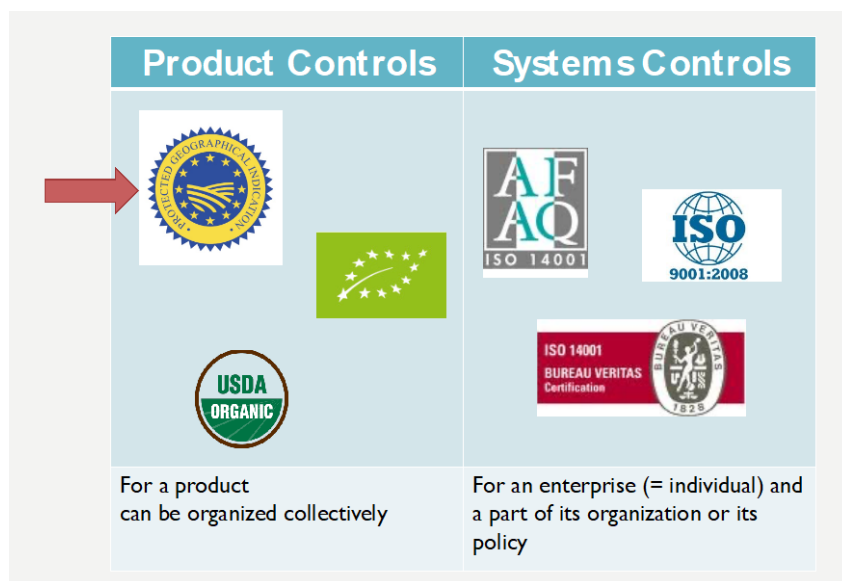 Product Controls
Systems Controls
PROTECTED GEOGRAPHICAL INDICATION
USDA
ORGANIC
AF
AQ
ISO 14001
ISO
9001:2008
ISO 14001
BUREAU VERITAS
Certification
BUREAU VERITAS
1828
For a product
can be organized collectively
For an enterprise (= individual) and
a part of its organization or its
policy